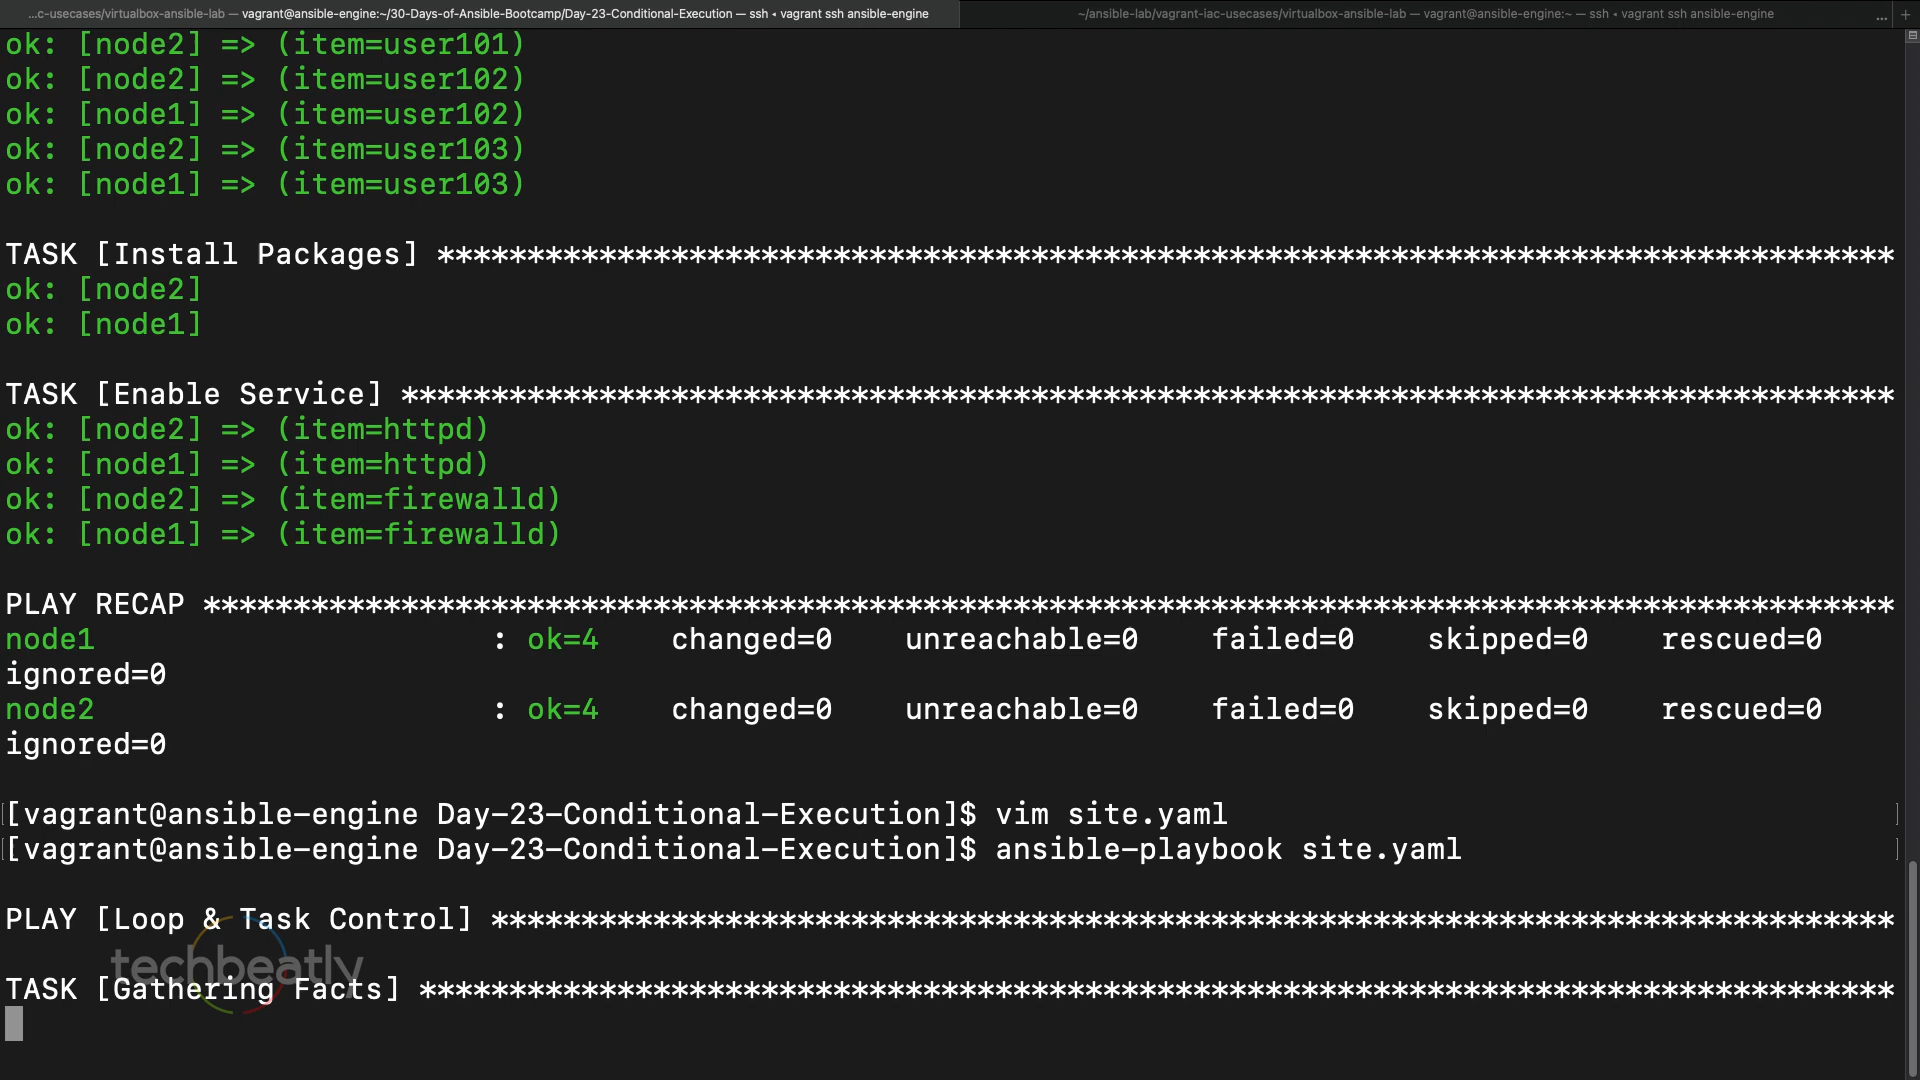 ...c-usecases/virtualbox-ansible-lab — vagrant@ansible-engine:~/30-Days-of-Ansible-Bootcamp/Day-23-Conditional-Execution — ssh ◂ vagrant ssh ansible-engine
~/ansible-lab/vagrant-iac-usecases/virtualbox-ansible-lab — vagrant@ansible-engine:~ — ssh ◂ vagrant ssh ansible-engine ... +
ok: [node2] => (item=user101)
ok: [node2] => (item=user102)
ok: [node1] => (item=user102)
ok: [node2] => (item=user103)
ok: [node1] => (item=user103)
TASK [Install Packages] *********************************************************************************
ok: [node2]
ok: [node1]
TASK [Enable Service] ***********************************************************************************
ok: [node2] => (item=httpd)
ok: [node1] => (item=httpd)
ok: [node2] => (item=firewalld)
ok: [node1] => (item=firewalld)
PLAY RECAP **********************************************************************************************
node1                      : ok=4    changed=0    unreachable=0    failed=0    skipped=0    rescued=0
ignored=0
node2                      : ok=4    changed=0    unreachable=0    failed=0    skipped=0    rescued=0
ignored=0
[vagrant@ansible-engine Day-23-Conditional-Execution]$ vim site.yaml
[vagrant@ansible-engine Day-23-Conditional-Execution]$ ansible-playbook site.yaml
PLAY [Loop & Task Control] ******************************************************************************
techbeatly
TASK [Gathering Facts] **********************************************************************************